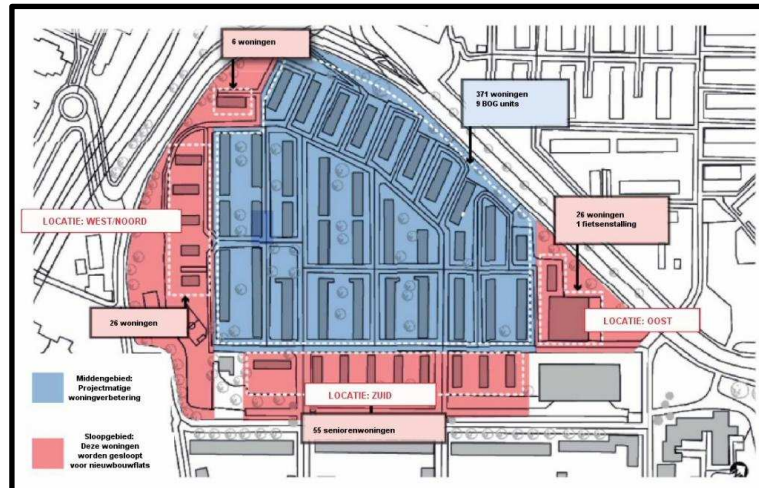 6 woningen
371 woningen
9 BOG units
LOCATIE: WEST/NOORD
26 woningen
1 fietsenstalling
26 woningen
LOCATIE: OOST
Middengebied:
Projectmatige
woningverbetering
LOCATIE: ZUID
55 seniorenwoningen
Sloopgebied:
Deze woningen
worden gesloopt
voor nieuwbouwflats